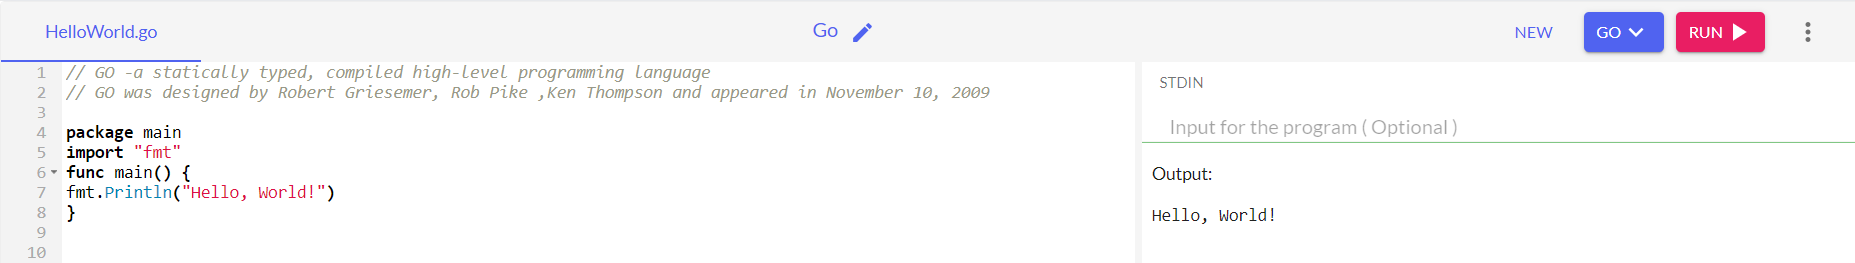 HelloWorld.go
Go
NEW
GO
RUN
1 // GO -a statically typed, compiled high-level programming language
2 // GO was designed by Robert Griesemer, Rob Pike ,Ken Thompson and appeared in November 10, 2009
3
4 package main
5 import "fmt"
6 func main() {
7 fmt.Println("Hello, World!")
8 }
9
10
STDIN
Input for the program ( Optional )
Output:
Hello, World!